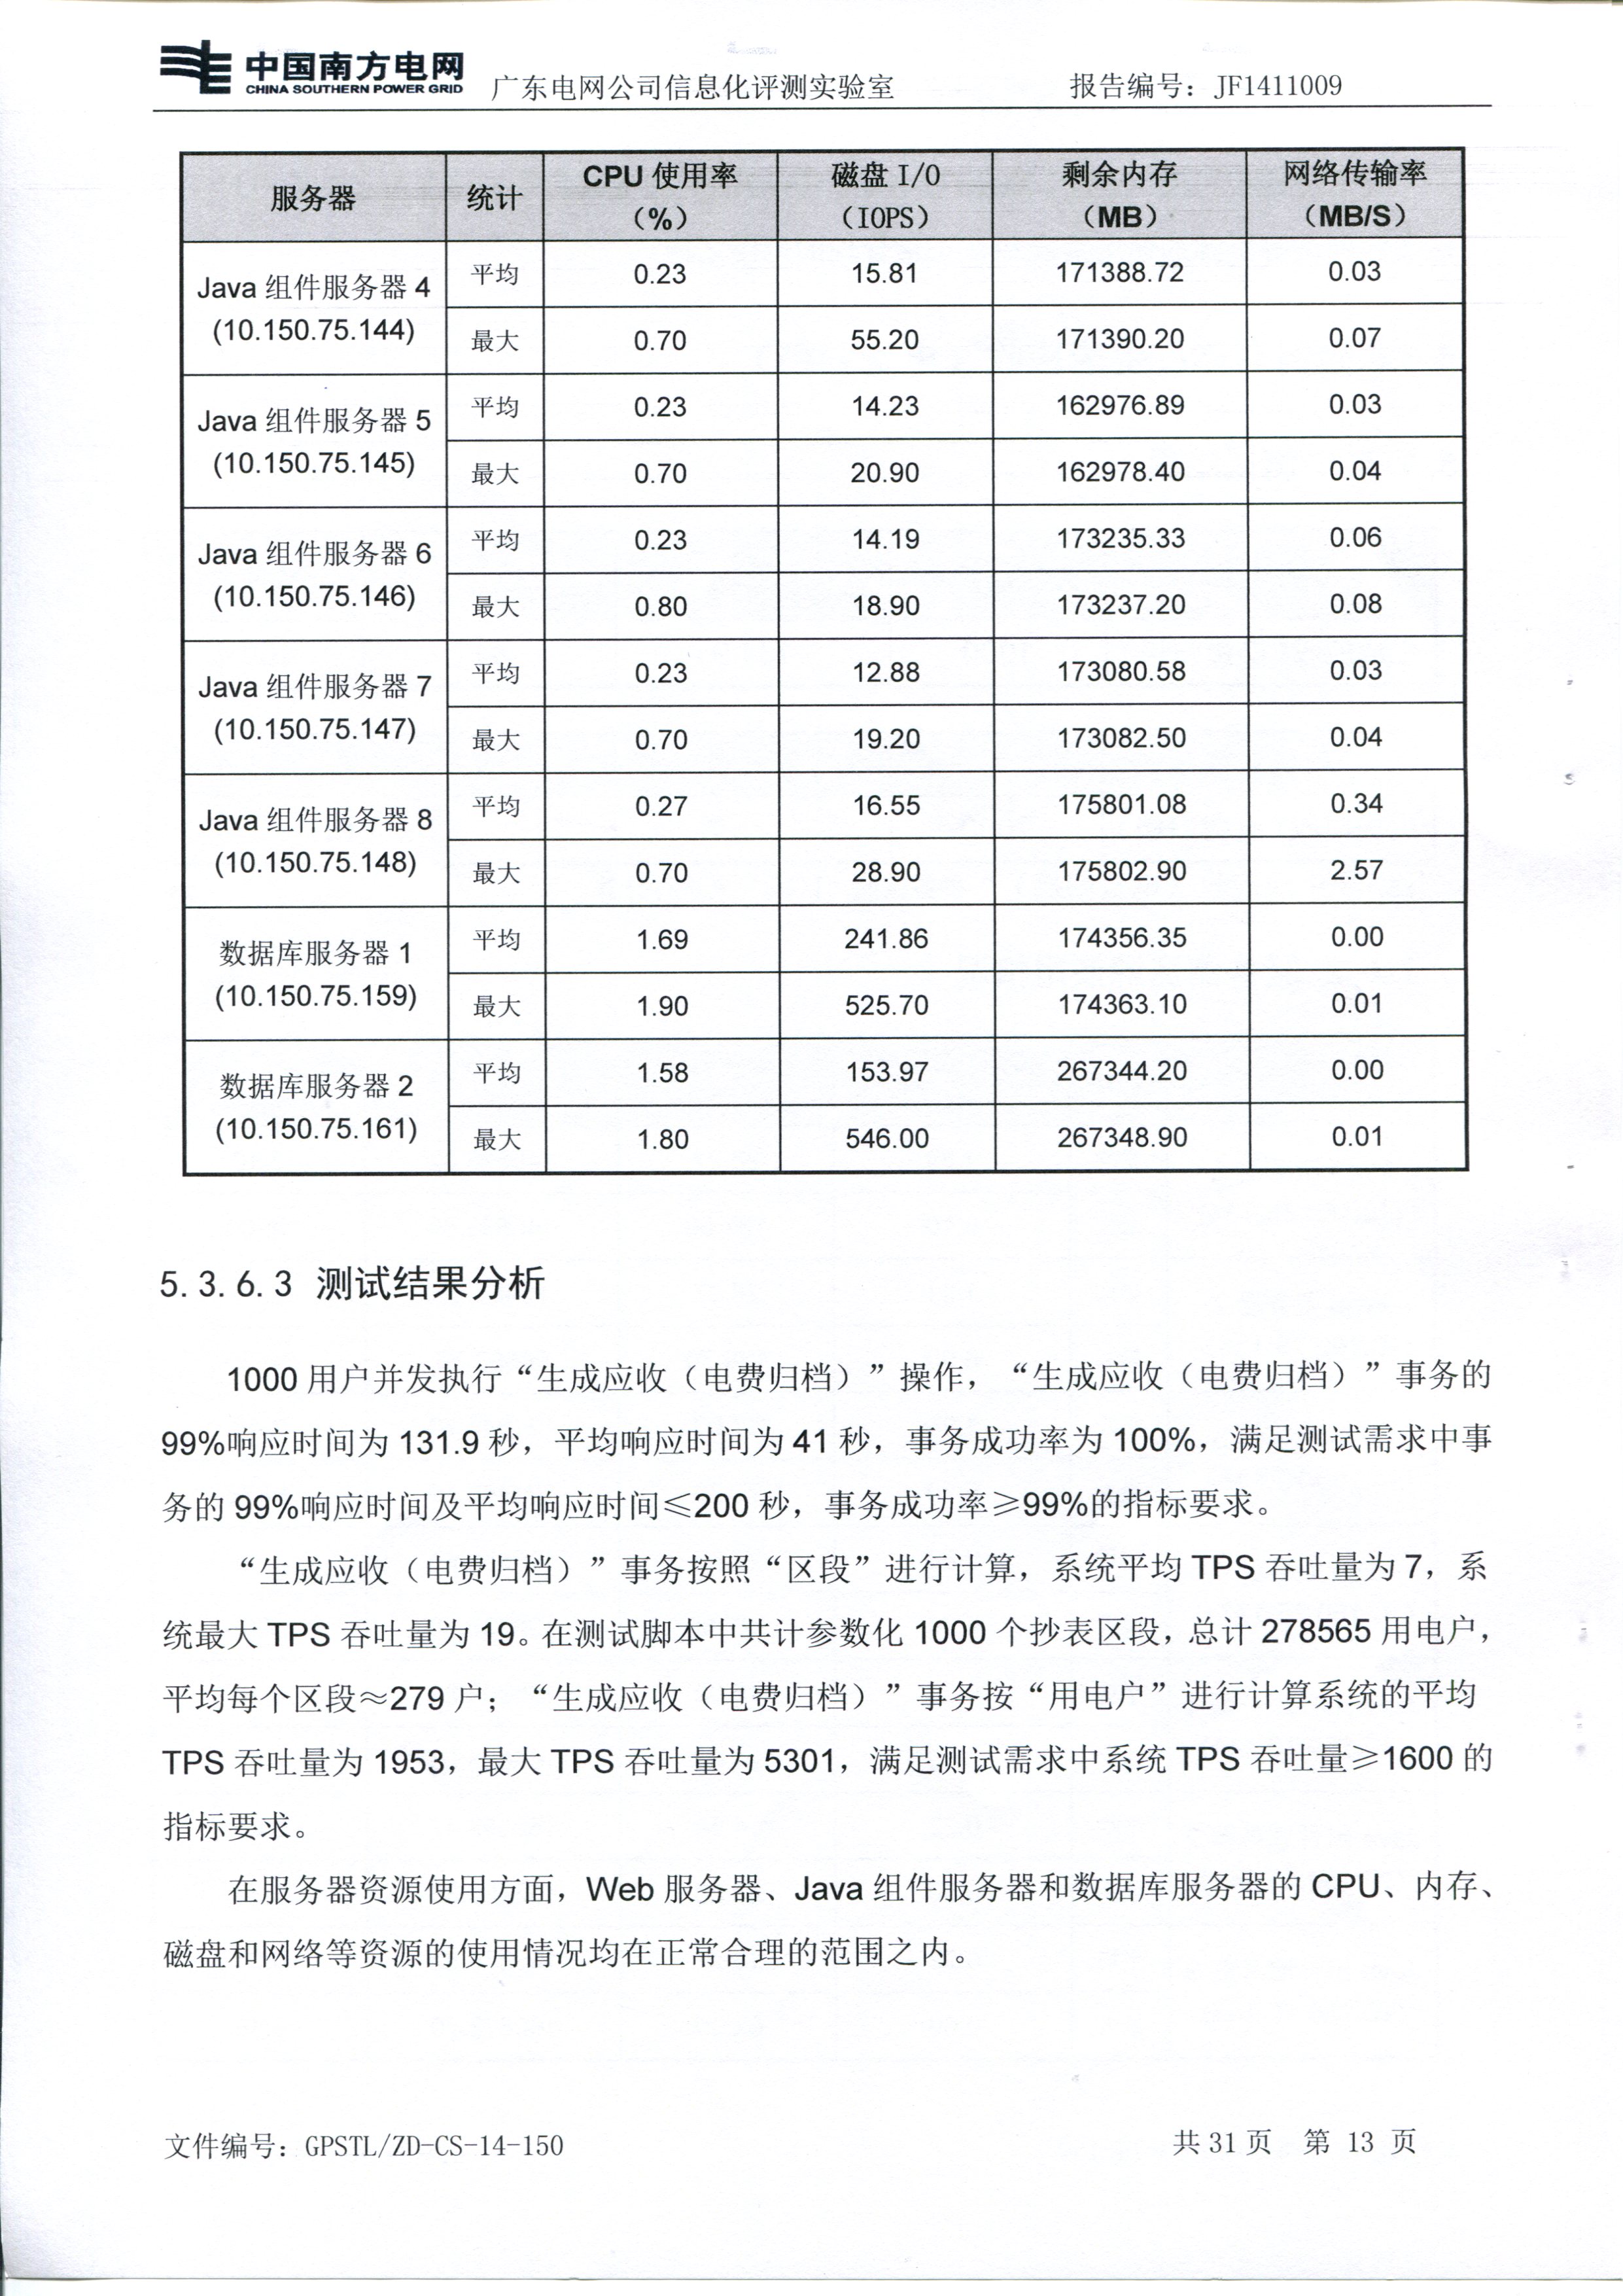 中国南方电网
CHINA SOUTHERN POWER GRID
广东电网公司信息化评测实验室 报告编号：JF1411009
服务器 统计 CPU 使用率（%） 磁盘 I/O（IOPS） 剩余内存（MB） 网络传输率（MB/S）
Java 组件服务器 4 (10.150.75.144) 平均 0.23 15.81 171388.72 0.03
最大 0.70 55.20 171390.20 0.07
Java 组件服务器 5 (10.150.75.145) 平均 0.23 14.23 162976.89 0.03
最大 0.70 20.90 162978.40 0.04
Java 组件服务器 6 (10.150.75.146) 平均 0.23 14.19 173235.33 0.06
最大 0.80 18.90 173237.20 0.08
Java 组件服务器 7 (10.150.75.147) 平均 0.23 12.88 173080.58 0.03
最大 0.70 19.20 173082.50 0.04
Java 组件服务器 8 (10.150.75.148) 平均 0.27 16.55 175801.08 0.34
最大 0.70 28.90 175802.90 2.57
数据库服务器 1 (10.150.75.159) 平均 1.69 241.86 174356.35 0.00
最大 1.90 525.70 174363.10 0.01
数据库服务器 2 (10.150.75.161) 平均 1.58 153.97 267344.20 0.00
最大 1.80 546.00 267348.90 0.01
5.3.6.3 测试结果分析
1000 用户并发执行“生成应收（电费归档）”操作，“生成应收（电费归档）”事务的
99%响应时间为 131.9 秒，平均响应时间为 41 秒，事务成功率为 100%，满足测试需求中事
务的 99%响应时间及平均响应时间≤200 秒，事务成功率≥99%的指标要求。
“生成应收（电费归档）”事务按照“区段”进行计算，系统平均 TPS 吞吐量为 7，系
统最大 TPS 吞吐量为 19。在测试脚本中共计参数化 1000 个抄表区段，总计 278565 用电户，
平均每个区段≈279 户；“生成应收（电费归档）”事务按“用电户”进行计算系统的平均
TPS 吞吐量为 1953，最大 TPS 吞吐量为 5301，满足测试需求中系统 TPS 吞吐量≥1600 的
指标要求。
在服务器资源使用方面，Web 服务器、Java 组件服务器和数据库服务器的 CPU、内存、
磁盘和网络等资源的使用情况均在正常合理的范围之内。
文件编号：GPSTL/ZD-CS-14-150 共 31 页 第 13 页